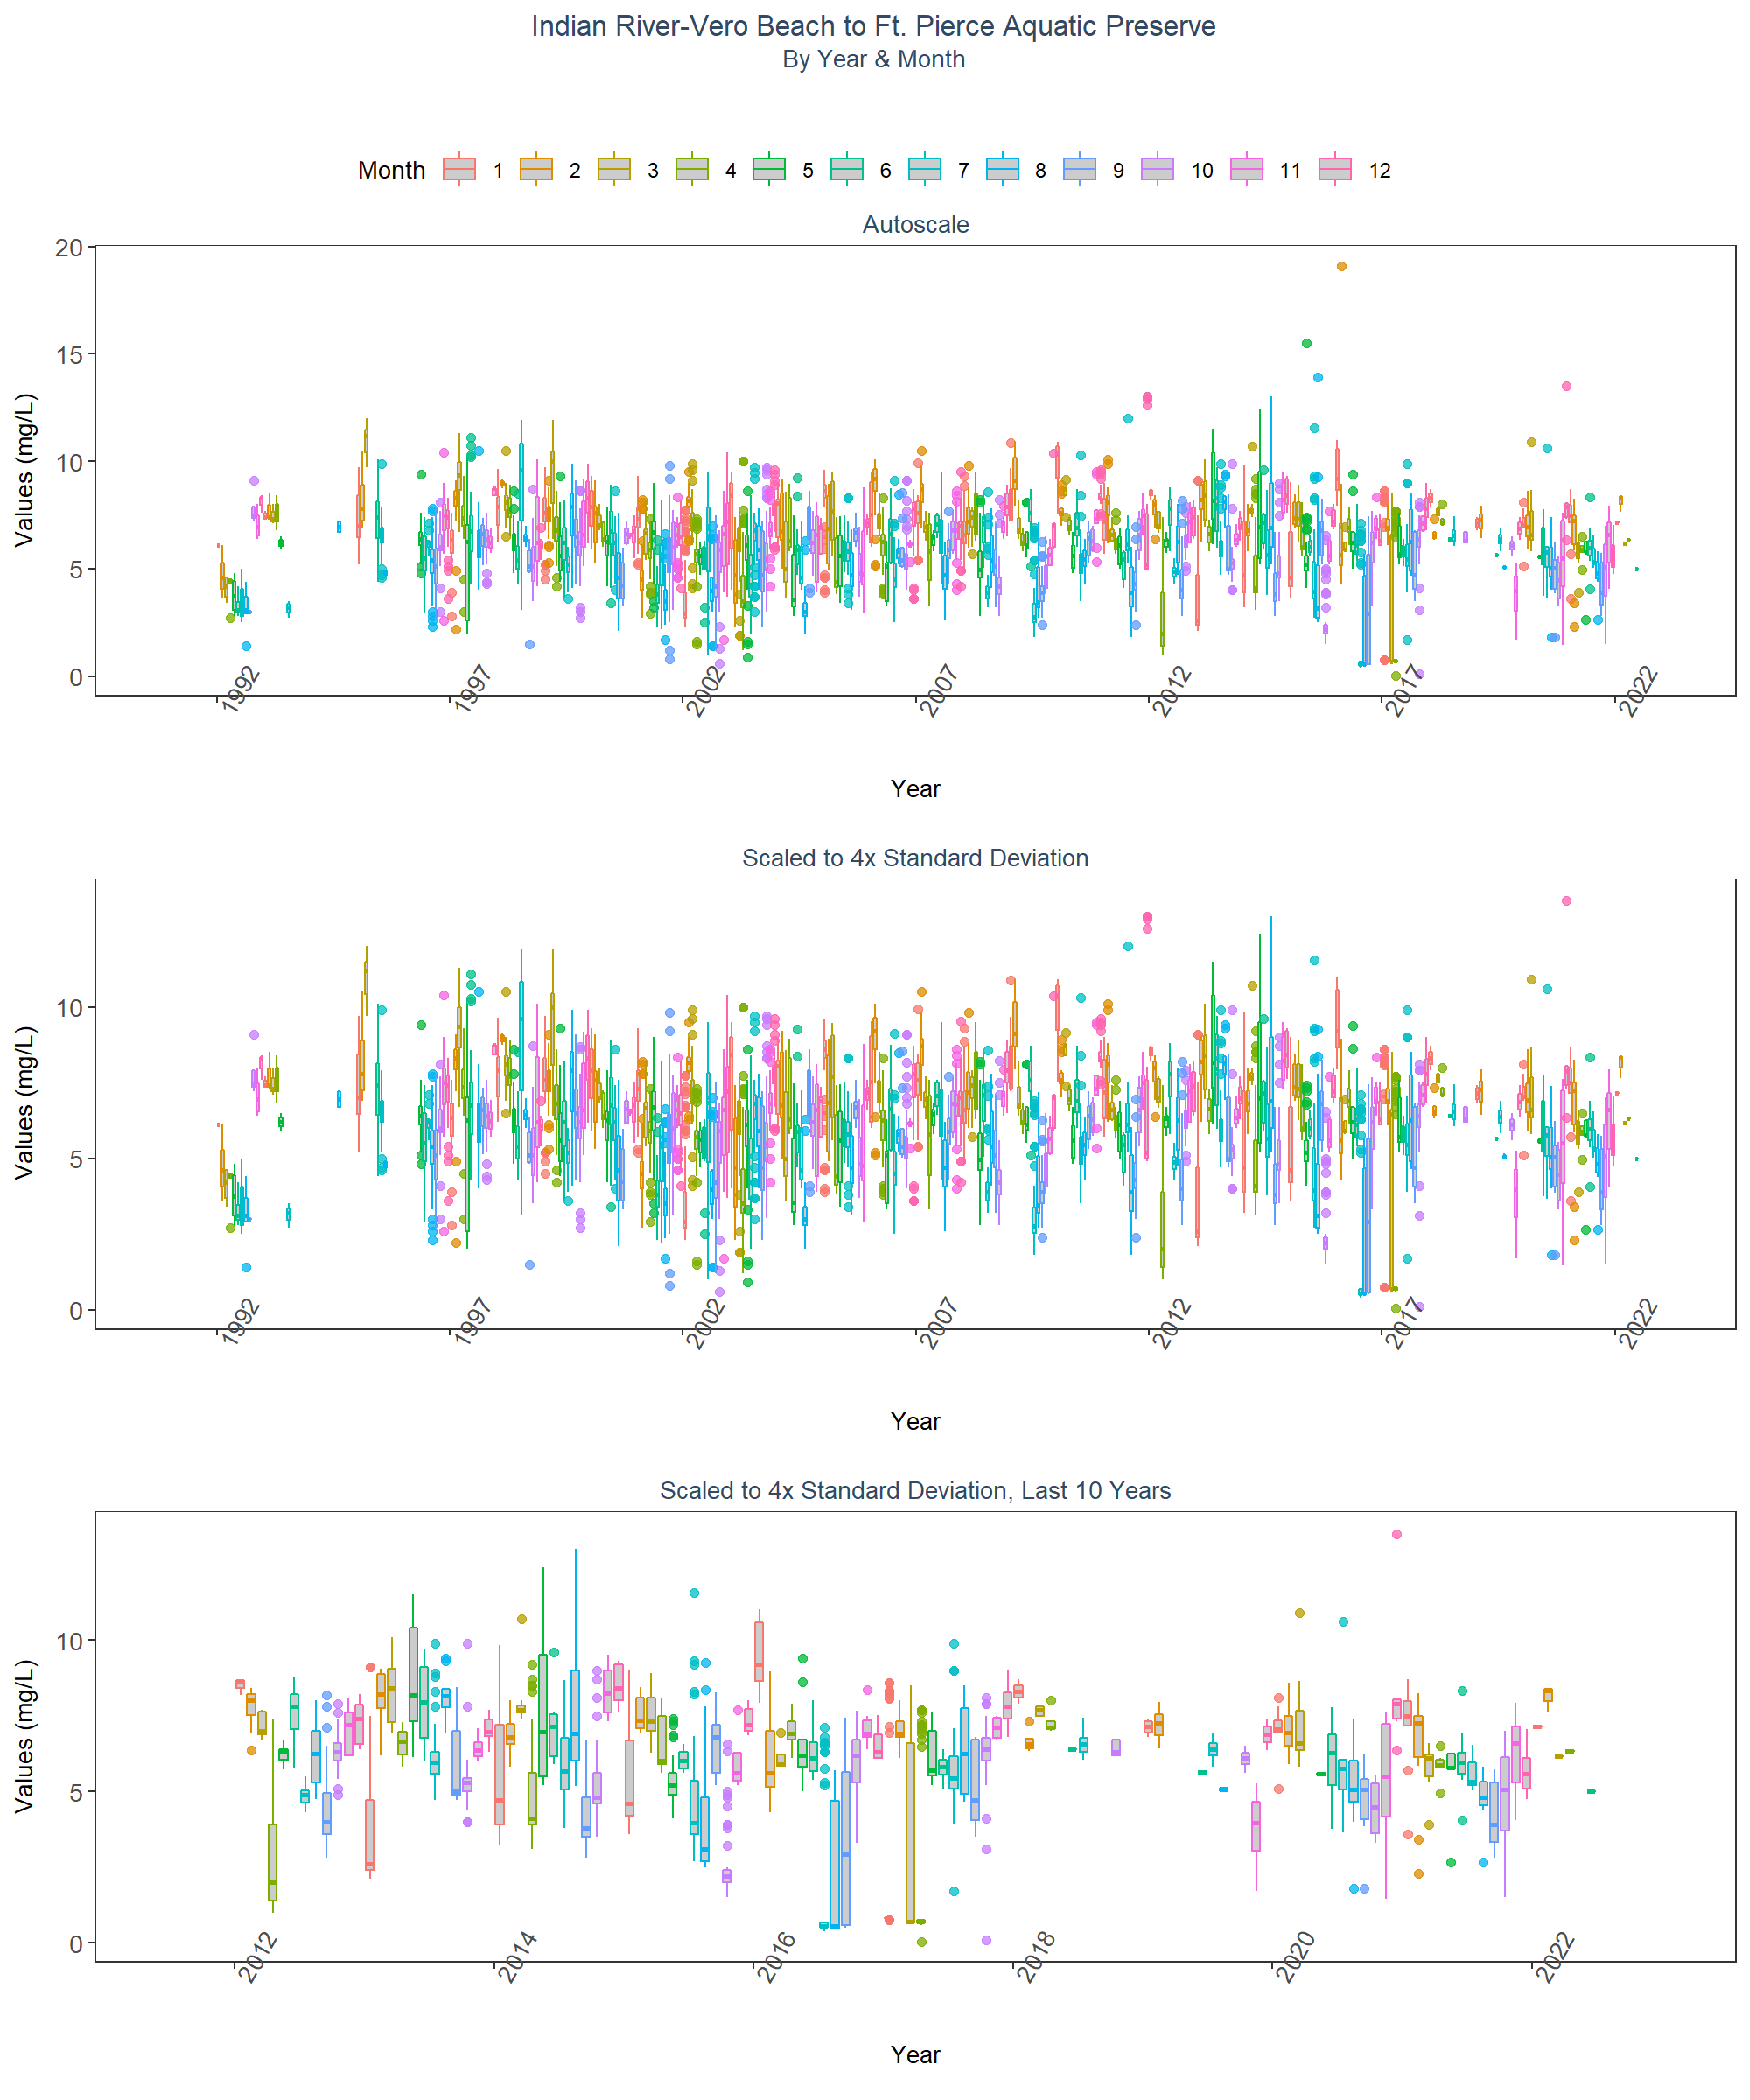 Indian River-Vero Beach to Ft. Pierce Aquatic Preserve
By Year & Month
Month 1 2 3 4 5 6 7 8 9 10 11 12
Autoscale
Values (mg/L)
20
15
10
5
0
1992 1997 2002 2007 2012 2017 2022
Year
Scaled to 4x Standard Deviation
Values (mg/L)
10
5
0
1992 1997 2002 2007 2012 2017 2022
Year
Scaled to 4x Standard Deviation, Last 10 Years
Values (mg/L)
10
5
0
2012 2014 2016 2018 2020 2022
Year